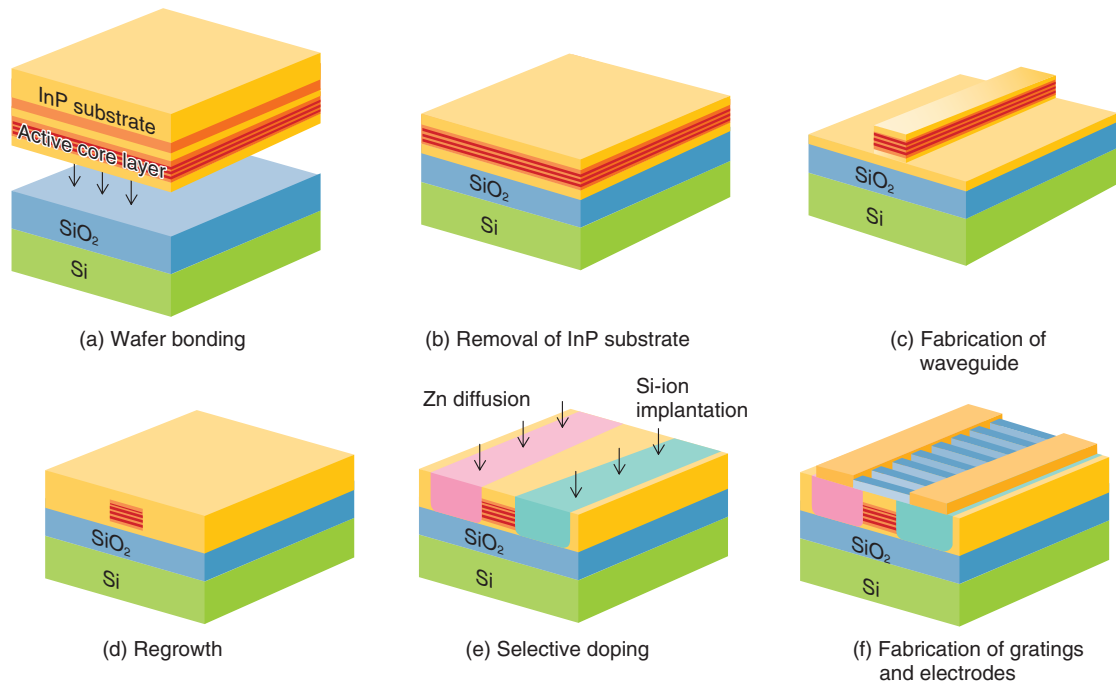 InP substrate
Active core layer
SiO2
Si
(a) Wafer bonding
SiO2
Si
(b) Removal of InP substrate
SiO2
Si
(c) Fabrication of
waveguide
SiO2
Si
(d) Regrowth
Zn diffusion
Si-ion
implantation
SiO2
Si
(e) Selective doping
SiO2
Si
(f) Fabrication of gratings
and electrodes